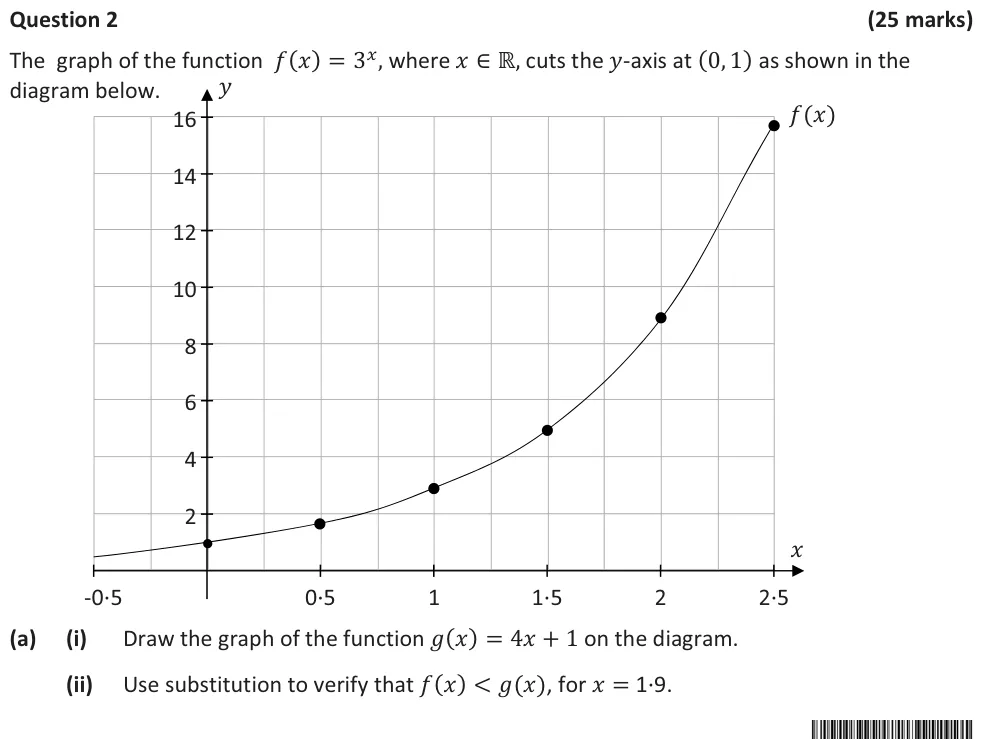 Question 2 (25 marks)
The graph of the function f(x) = 3ˣ, where x ∈ ℝ, cuts the y-axis at (0, 1) as shown in the
diagram below.
y
f(x)
16
14
12
10
8
6
4
2
x
-0·5 0·5 1 1·5 2 2·5
(a) (i) Draw the graph of the function g(x) = 4x + 1 on the diagram.
(ii) Use substitution to verify that f(x) < g(x), for x = 1·9.